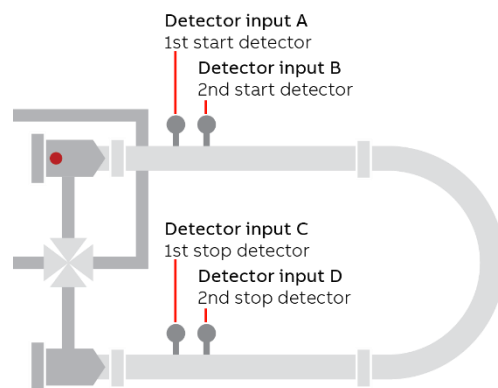 Detector input A
1st start detector
Detector input B
2nd start detector
Detector input C
1st stop detector
Detector input D
2nd stop detector